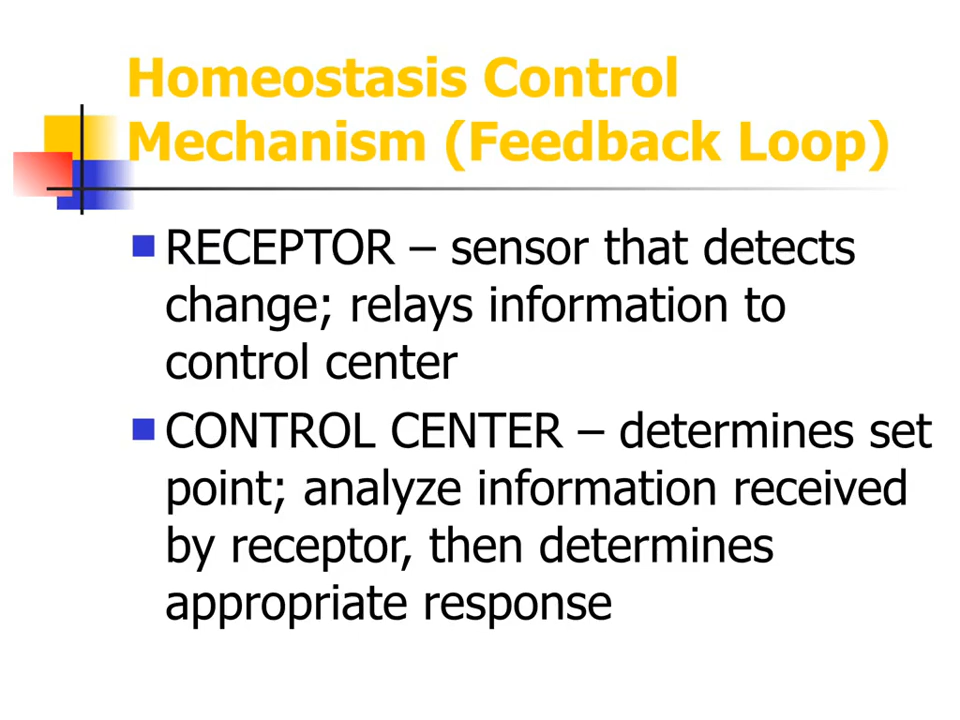 Homeostasis Control
Mechanism (Feedback Loop)
RECEPTOR – sensor that detects
change; relays information to
control center
CONTROL CENTER – determines set
point; analyze information received
by receptor, then determines
appropriate response